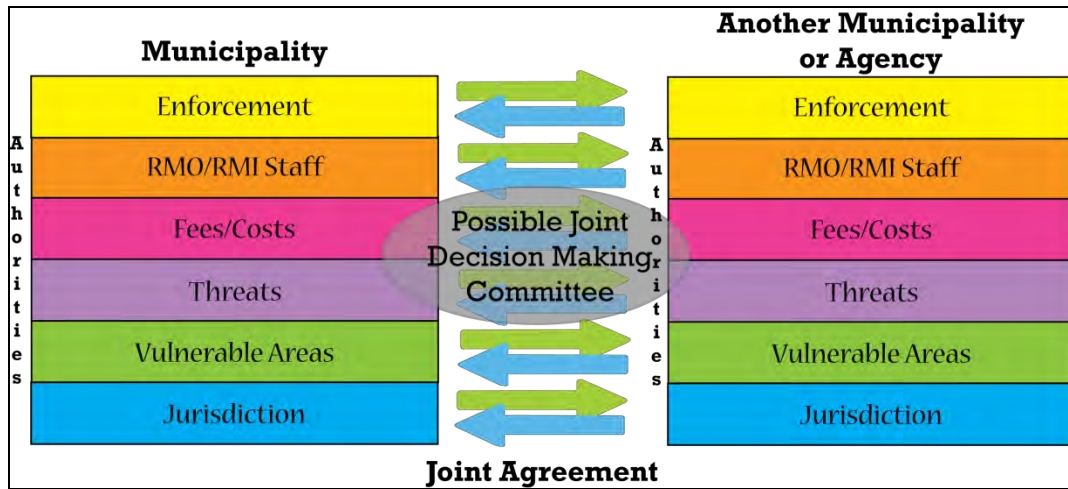 Municipality
Another Municipality
or Agency
Authorities
Enforcement
RMO/RMI Staff
Fees/Costs
Threats
Vulnerable Areas
Jurisdiction
Possible Joint
Decision Making
Committee
Authorities
Enforcement
RMO/RMI Staff
Fees/Costs
Threats
Vulnerable Areas
Jurisdiction
Joint Agreement